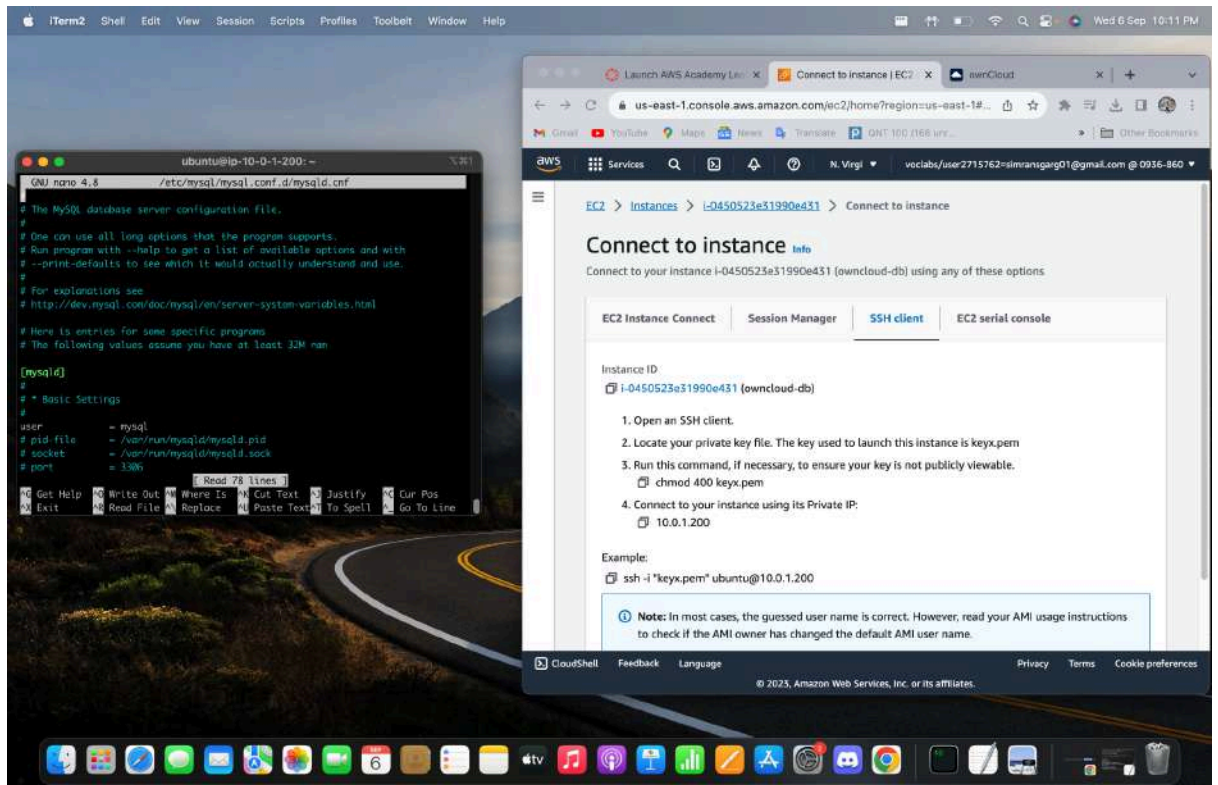 iTerm2 Shell Edit View Session Scripts Profiles Toolbelt Window Help
Wed 6 Sep 10:11 PM
ubuntu@ip-10-0-1-200: ~
GNU nano 4.8 /etc/mysql/mysql.conf.d/mysqld.cnf
# The MySQL database server configuration file.
#
# One can use all long options that the program supports.
# Run program with --help to get a list of available options and with
# --print-defaults to see which it would actually understand and use.
#
# For explanations see
# http://dev.mysql.com/doc/mysql/en/server-system-variables.html
# Here is entries for some specific programs
# The following values assume you have at least 32M ram
[mysqld]
#
# * Basic Settings
#
user = mysql
# pid-file = /var/run/mysqld/mysqld.pid
# socket = /var/run/mysqld/mysqld.sock
# port = 3306
[ Read 78 lines ]
^G Get Help ^O Write Out ^W Where Is ^K Cut Text ^J Justify ^C Cur Pos
^X Exit ^R Read File ^\ Replace ^U Paste Text ^T To Spell ^_ Go To Line
Launch AWS Academy Connect to instance | EC2 ownCloud
us-east-1.console.aws.amazon.com/ec2/home?region=us-east-1#...
Gmail YouTube Maps News Translate Other Bookmarks
aws Services N. Virgi voclabs/user2715762=simransgarg01@gmail.com @ 0936-860
EC2 > Instances > i-0450523e31990e431 > Connect to instance
Connect to instance Info
Connect to your instance i-0450523e31990e431 (owncloud-db) using any of these options
EC2 Instance Connect Session Manager SSH client EC2 serial console
Instance ID
i-0450523e31990e431 (owncloud-db)
1. Open an SSH client.
2. Locate your private key file. The key used to launch this instance is keyx.pem
3. Run this command, if necessary, to ensure your key is not publicly viewable.
chmod 400 keyx.pem
4. Connect to your instance using its Private IP:
10.0.1.200
Example:
ssh -i "keyx.pem" ubuntu@10.0.1.200
Note: In most cases, the guessed user name is correct. However, read your AMI usage instructions
to check if the AMI owner has changed the default AMI user name.
CloudShell Feedback Language Privacy Terms Cookie preferences
© 2023, Amazon Web Services, Inc. or its affiliates.
SEP
6
tv